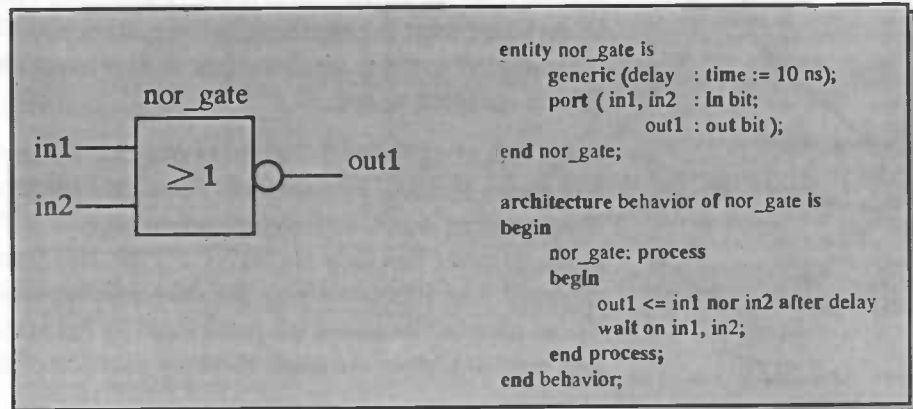 nor_gate
in1
in2
≥1
out1
entity nor_gate is
generic (delay : time := 10 ns);
port ( in1, in2 : In bit;
out1 : out bit );
end nor_gate;
architecture behavior of nor_gate is
begin
nor_gate: process
begin
out1 <= in1 nor in2 after delay
wait on in1, in2;
end process;
end behavior;